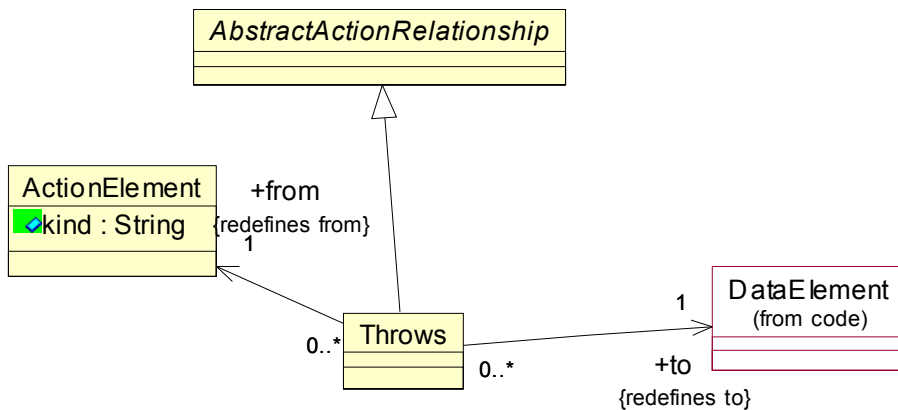 AbstractActionRelationship
ActionElement
kind : String
+from
{redefines from}
1
0..*
Throws
0..*
1
DataElement
(from code)
+to
{redefines to}